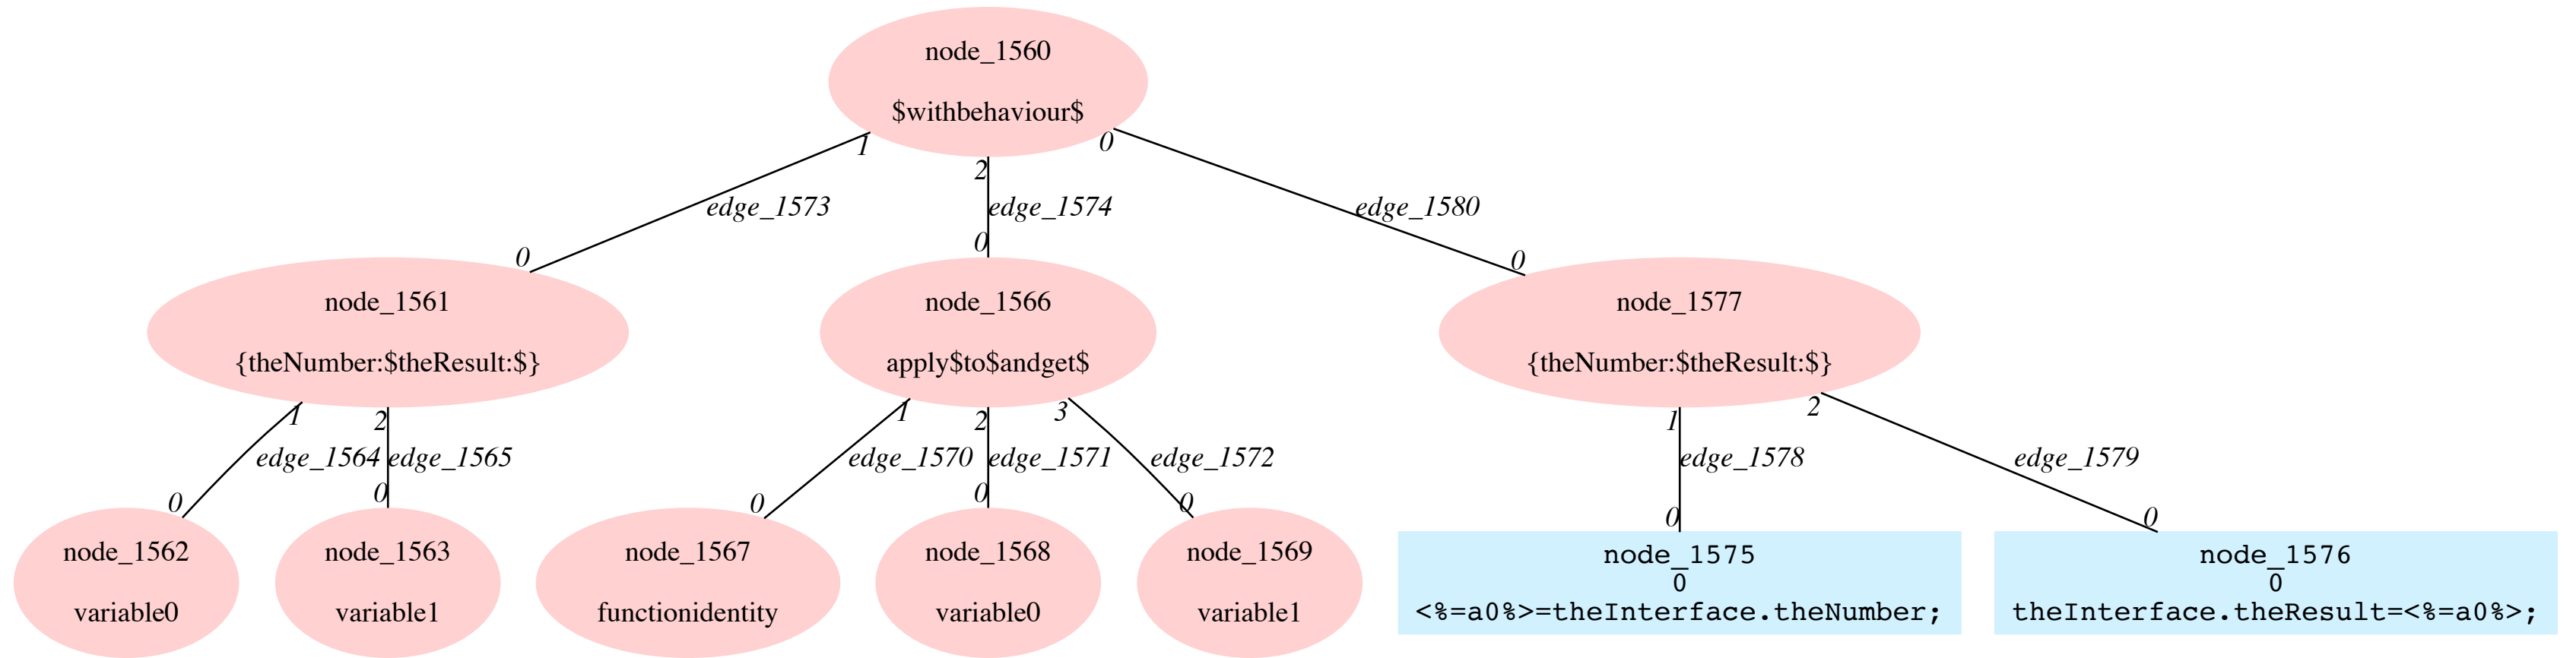 node_1560
$withbehaviour$
1
2
0
edge_1573
edge_1574
edge_1580
0
0
0
node_1561
{theNumber:$theResult:$}
node_1566
apply$to$andget$
node_1577
{theNumber:$theResult:$}
1
2
1
2
3
1
2
edge_1564
edge_1565
edge_1570
edge_1571
edge_1572
edge_1578
edge_1579
0
0
0
0
0
0
0
node_1562
variable0
node_1563
variable1
node_1567
functionidentity
node_1568
variable0
node_1569
variable1
node_1575
0
<%=a0%>=theInterface.theNumber;
node_1576
0
theInterface.theResult=<%=a0%>;